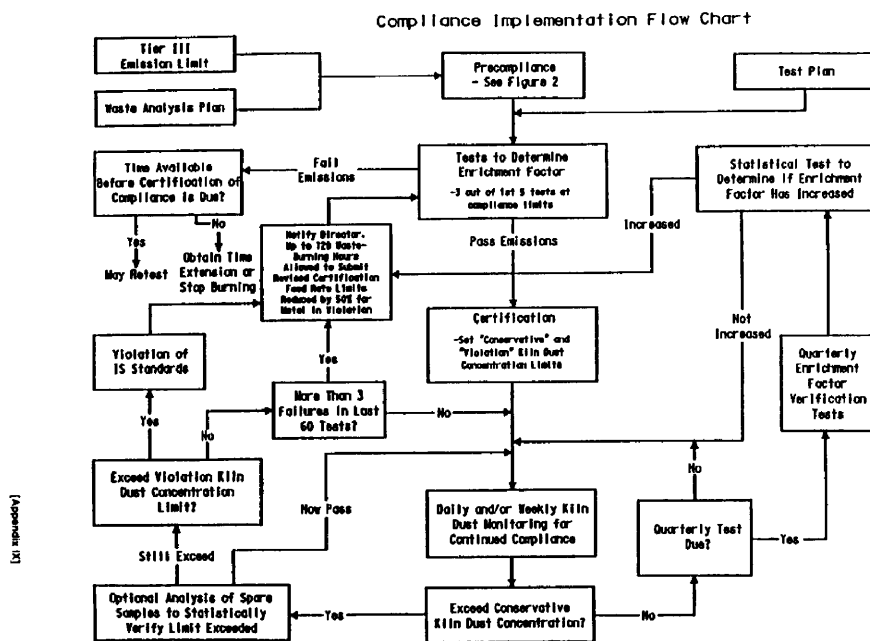 Compliance Implementation Flow Chart
Tier III
Emission Limit
Waste Analysis Plan
Precompliance
- See Figure 2
Test Plan
Time Available
Before Certification of
Compliance is Due?
Fail
Emissions
Tests to Determine
Enrichment Factor
-3 out of 1st 5 tests at
compliance limits
Statistical Test to
Determine if Enrichment
Factor Has Increased
Yes
May Retest
No
Obtain Time
Extension or
Stop Burning
Notify Director.
Up to 720 Waste-
Burning Hours
Allowed to Submit
Revised Certification
Feed Rate Limits
Reduced by 50% for
Metal in Violation
Pass Emissions
Increased
Not
Increased
Certification
-Set "Conservative" and
"Violation" Kiln Dust
Concentration Limits
Violation of
IS Standards
Yes
More Than 3
Failures in Last
60 Tests?
No
Quarterly
Enrichment
Factor
Verification
Tests
Yes
No
Exceed Violation Kiln
Dust Concentration
Limit?
Now Pass
Daily and/or Weekly Kiln
Dust Monitoring for
Continued Compliance
No
Quarterly Test
Due?
Yes
Still Exceed
Optional Analysis of Spare
Samples to Statistically
Verify Limit Exceeded
Yes
Exceed Conservative
Kiln Dust Concentration?
No
[Appendix IX]